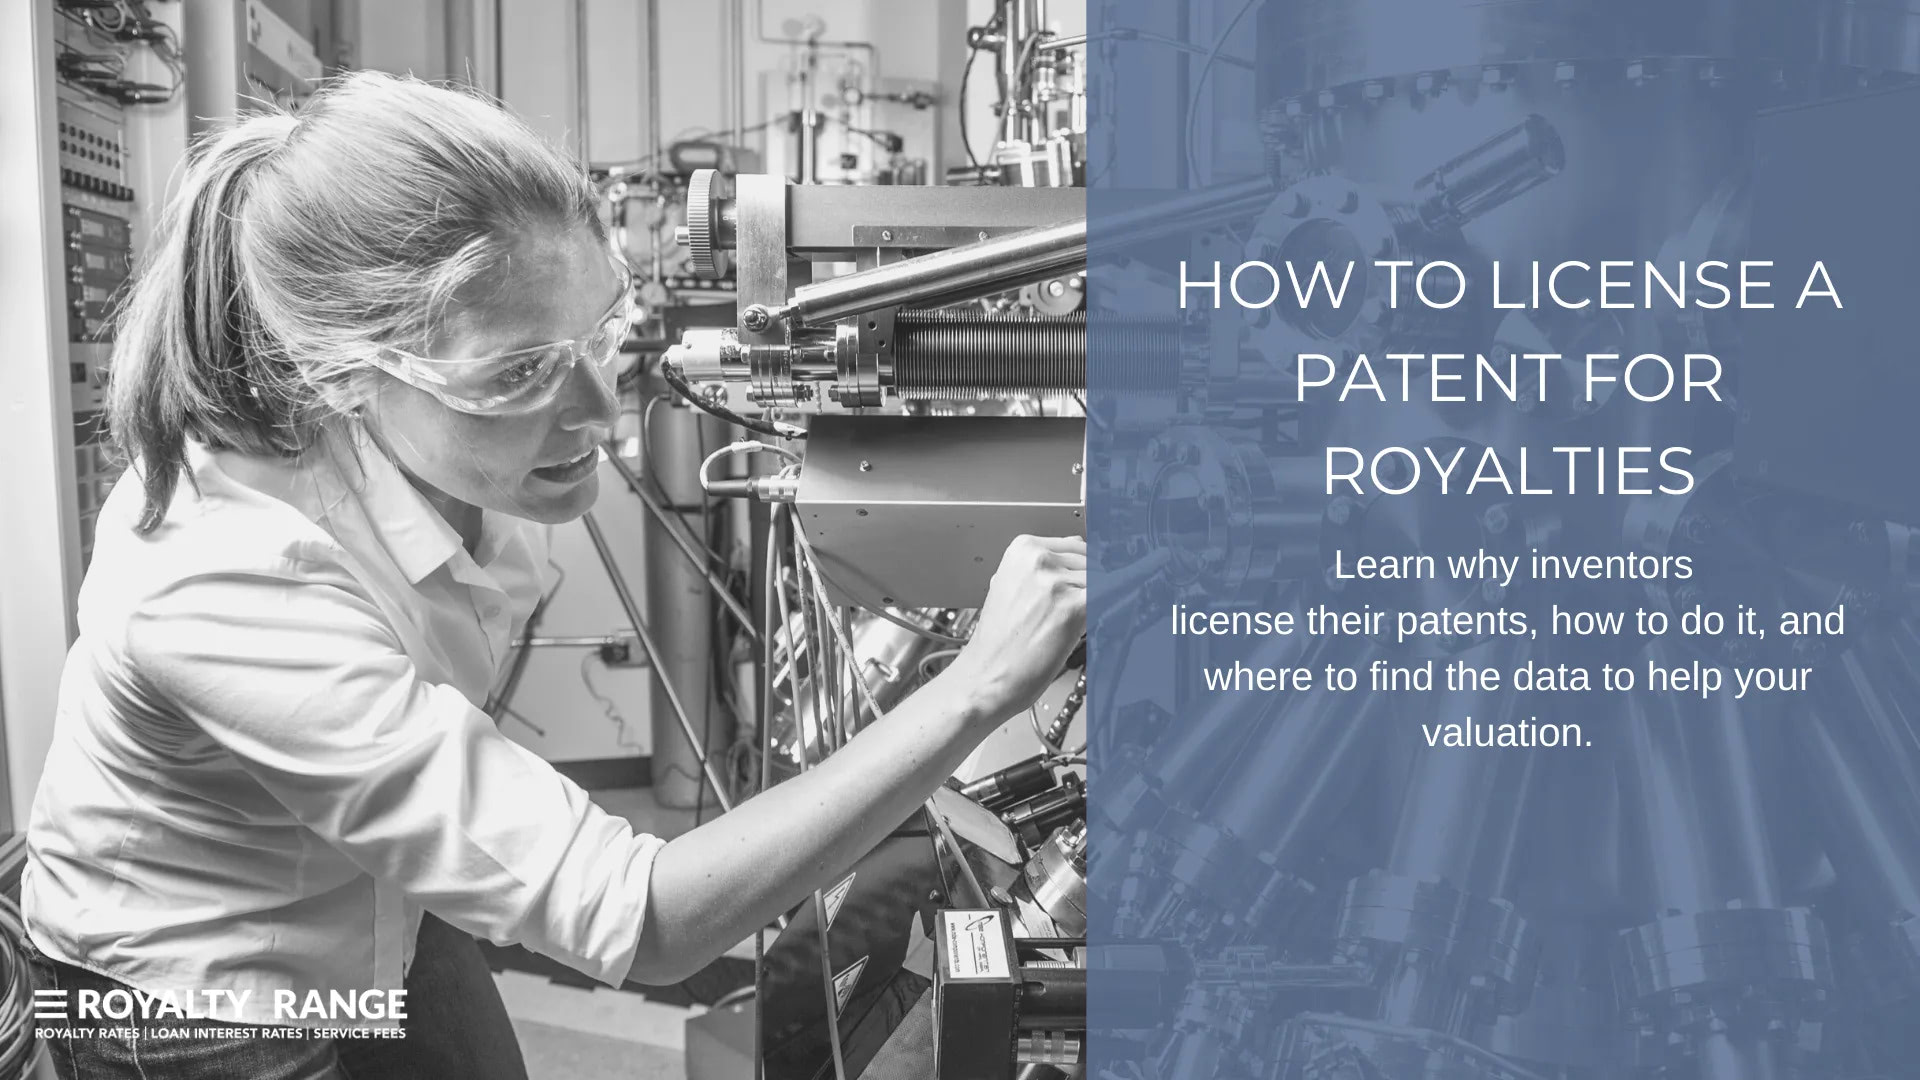 HOW TO LICENSE A
PATENT FOR
ROYALTIES
Learn why inventors
license their patents, how to do it, and
where to find the data to help your
valuation.
ROYALTY RANGE
ROYALTY RATES | LOAN INTEREST RATES | SERVICE FEES